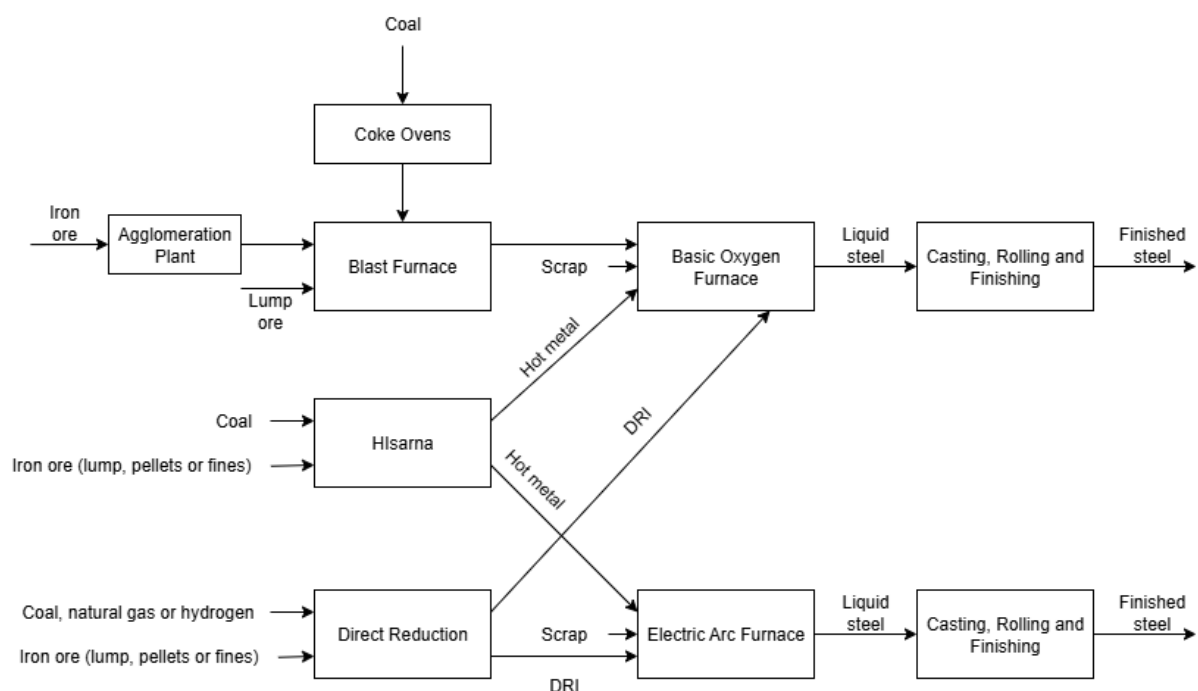 Coal
Coke Ovens
Iron
ore
Agglomeration
Plant
Lump
ore
Blast Furnace
Scrap
Basic Oxygen
Furnace
Liquid
steel
Casting, Rolling and
Finishing
Finished
steel
Hot metal
Coal
Iron ore (lump, pellets or fines)
HIsarna
DRI
Hot metal
Coal, natural gas or hydrogen
Iron ore (lump, pellets or fines)
Direct Reduction
Scrap
DRI
Electric Arc Furnace
Liquid
steel
Casting, Rolling and
Finishing
Finished
steel